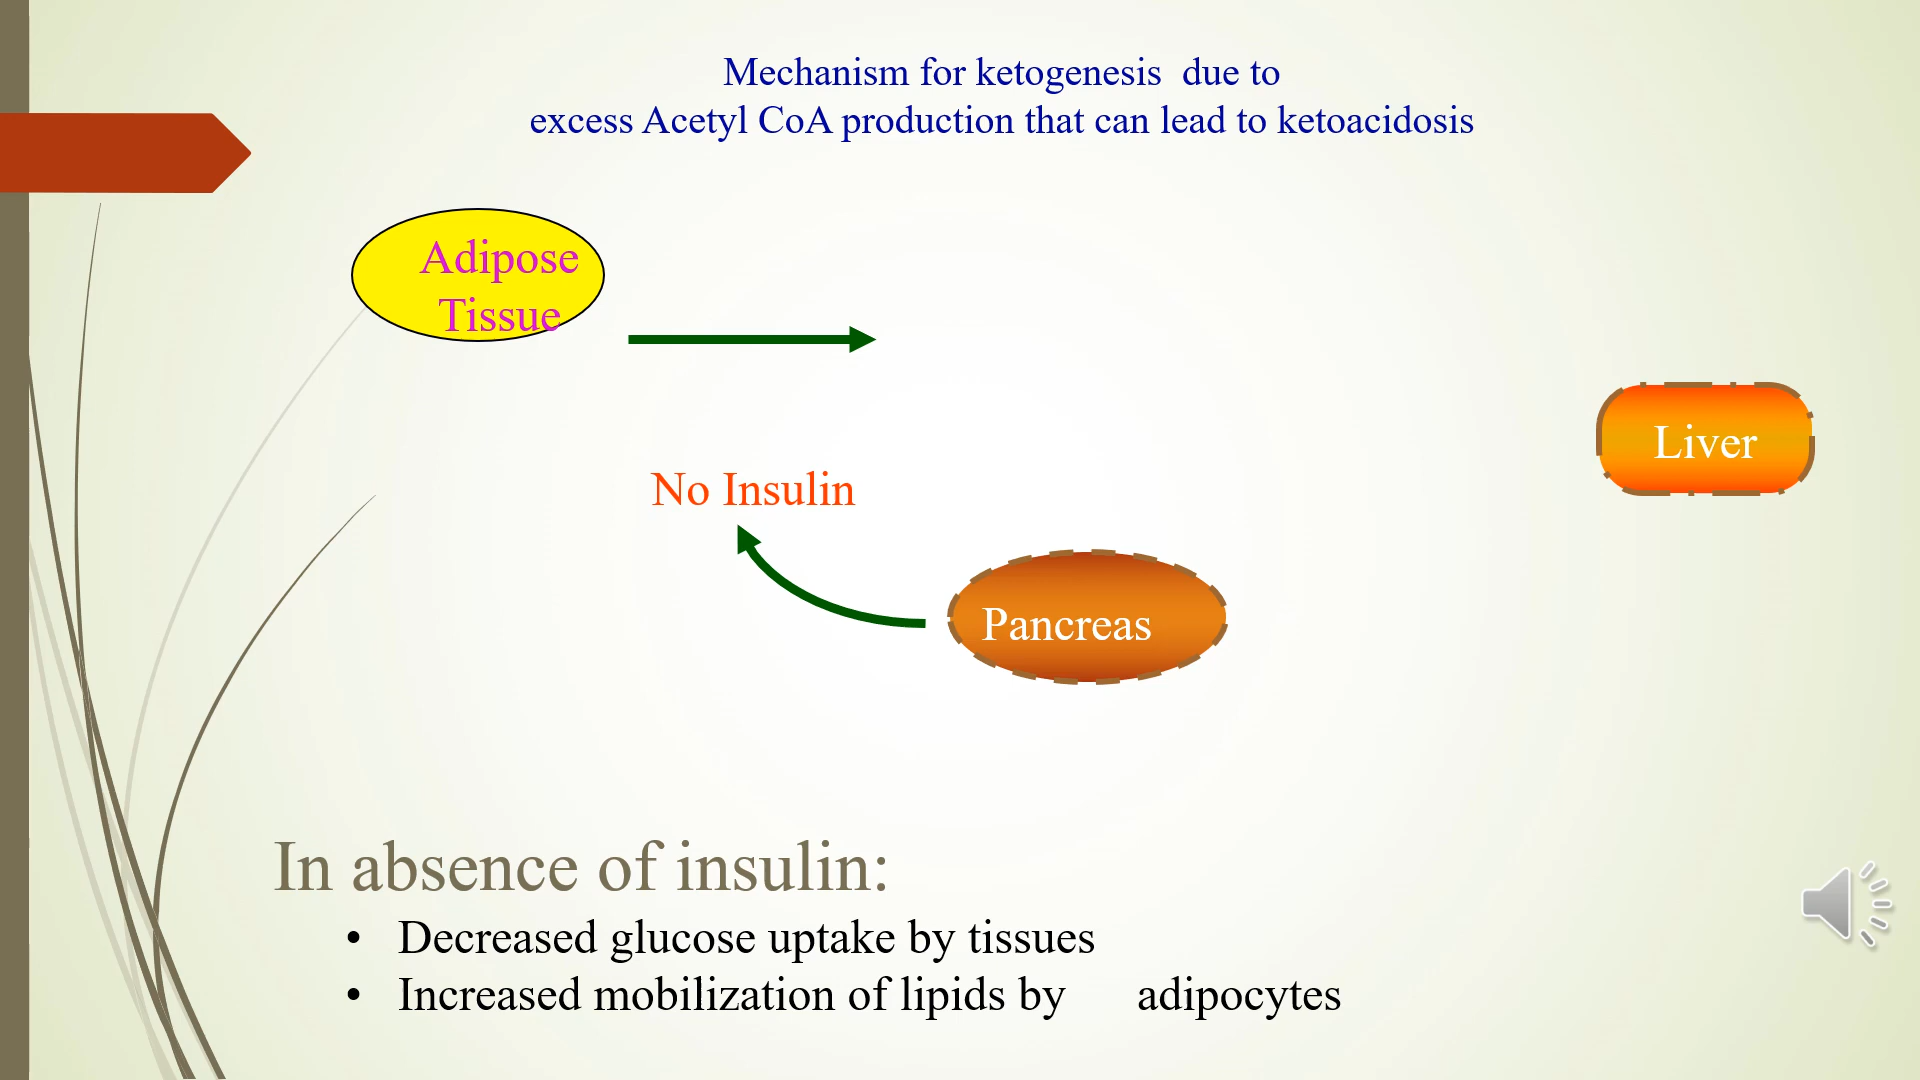 Mechanism for ketogenesis due to
excess Acetyl CoA production that can lead to ketoacidosis
Adipose
Tissue
Liver
No Insulin
Pancreas
In absence of insulin:
• Decreased glucose uptake by tissues
• Increased mobilization of lipids by adipocytes